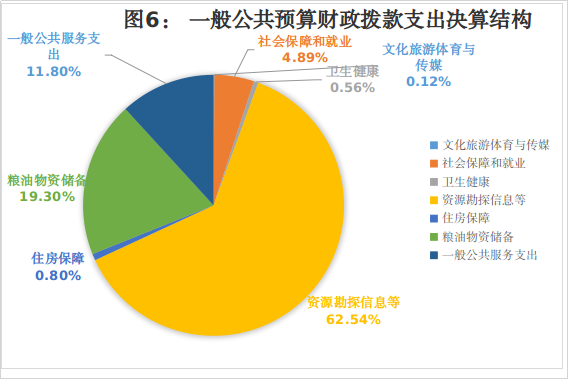 图6： 一般公共预算财政拨款支出决算结构
一般公共服务支
出
11.80%
社会保障和就业
4.89%
文化旅游体育与
传媒
0.12%
卫生健康
0.56%
粮油物资储备
19.30%
住房保障
0.80%
资源勘探信息等
62.54%
文化旅游体育与传媒
社会保障和就业
卫生健康
资源勘探信息等
住房保障
粮油物资储备
一般公共服务支出